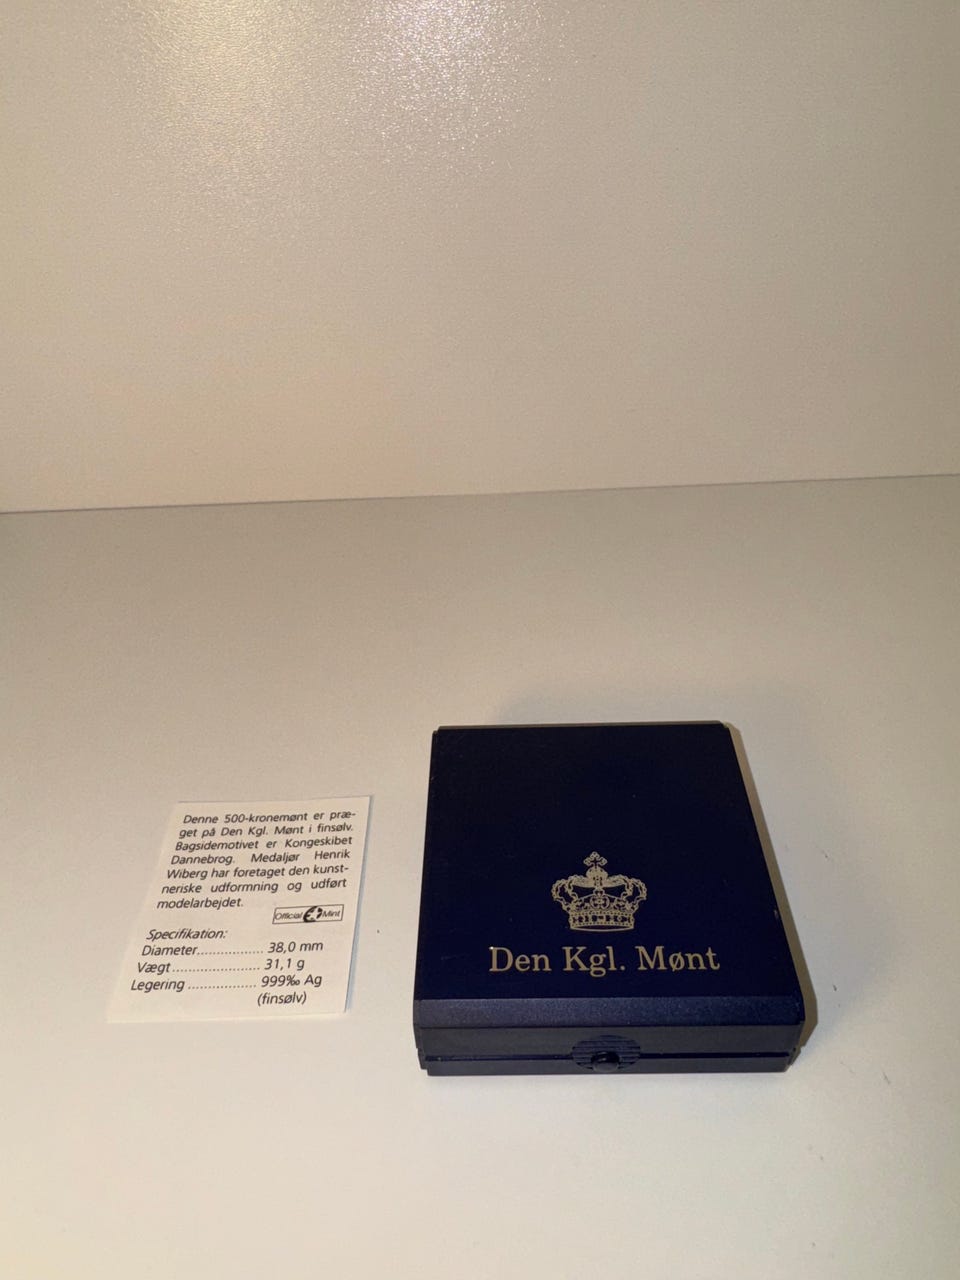 Denne 500-kronemønt er præ-
get på Den Kgl. Mønt i finsølv.
Bagsidemotivet er Kongeskibet
Dannebrog. Medaljør Henrik
Wiberg har foretaget den kunst-
neriske udformning og udført
modelarbejdet.
Official Mint
Specifikation:
Diameter................ 38,0 mm
Vægt...................... 31,1 g
Legering ................. 999‰ Ag
(finsølv)
Den Kgl. Mønt